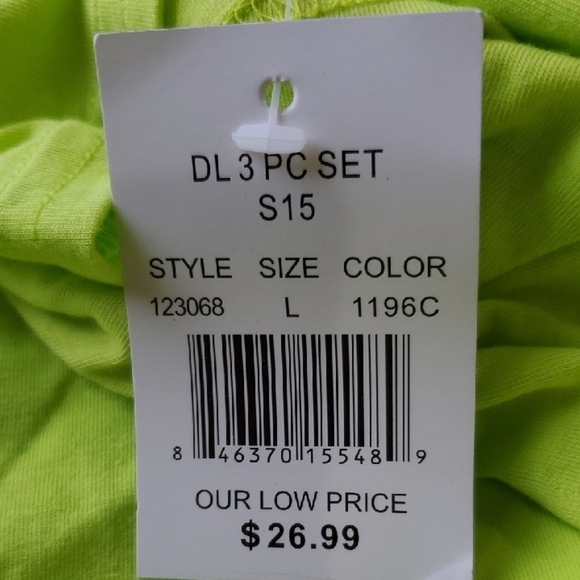 DL 3 PC SET
S15
STYLE SIZE COLOR
123068 L 1196C
8 46370 15548 9
OUR LOW PRICE
$26.99